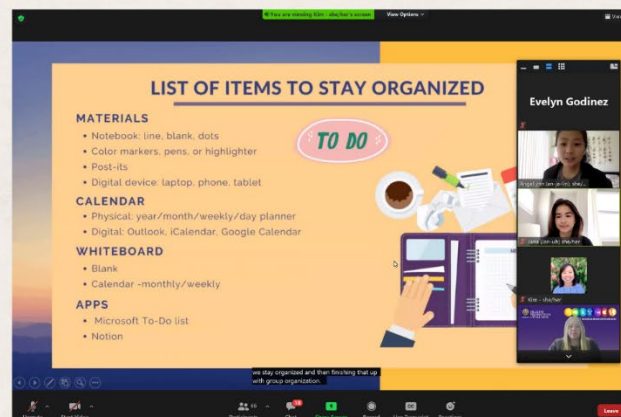 You are viewing Kim - she/her's screen
View Options
LIST OF ITEMS TO STAY ORGANIZED
MATERIALS
• Notebook: line, blank, dots
• Color markers, pens, or highlighter
• Post-its
• Digital device: laptop, phone, tablet
CALENDAR
• Physical: year/month/weekly/day planner
• Digital: Outlook, iCalendar, Google Calendar
WHITEBOARD
• Blank
• Calendar -monthly/weekly
APPS
• Microsoft To-Do list
• Notion
TO DO
Evelyn Godinez
Kim - she/her
we stay organized and then finishing that up
with group organization.
Leave